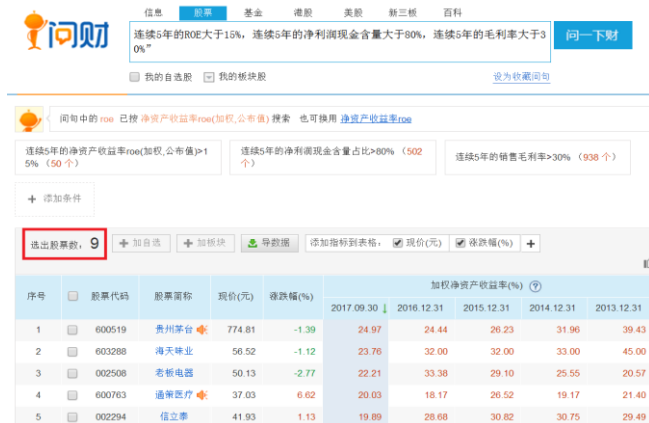 信息 股票 基金 港股 美股 新三板 百科
问财
连续5年的ROE大于15%, 连续5年的净利润现金含量大于80%, 连续5年的毛利率大于3
0%”
问一下财
我的自选股 我的板块股 设为收藏问句
问句中的 roe 已按 净资产收益率roe(加权,公布值) 搜索 也可换用 净资产收益率roe
连续5年的净资产收益率roe(加权,公布值)>1
5% (50 个)
连续5年的净利润现金含量占比>80% (502
个)
连续5年的销售毛利率>30% (938 个)
+ 添加条件
选出股票数: 9 + 加自选 + 加板块 导数据 添加指标到表格: 现价(元) 涨跌幅(%) +
序号 股票代码 股票简称 现价(元) 涨跌幅(%) 加权净资产收益率(%) ?
2017.09.30 ↓ 2016.12.31 2015.12.31 2014.12.31 2013.12.31
1 600519 贵州茅台 774.81 -1.39 24.97 24.44 26.23 31.96 39.43
2 603288 海天味业 56.52 -1.12 23.76 32.00 32.00 33.00 45.00
3 002508 老板电器 50.13 -2.77 22.21 33.38 29.10 25.55 20.57
4 600763 通策医疗 37.03 6.62 20.03 18.17 26.52 19.17 21.40
5 002294 信立泰 41.93 1.13 19.89 28.68 30.82 30.75 29.49